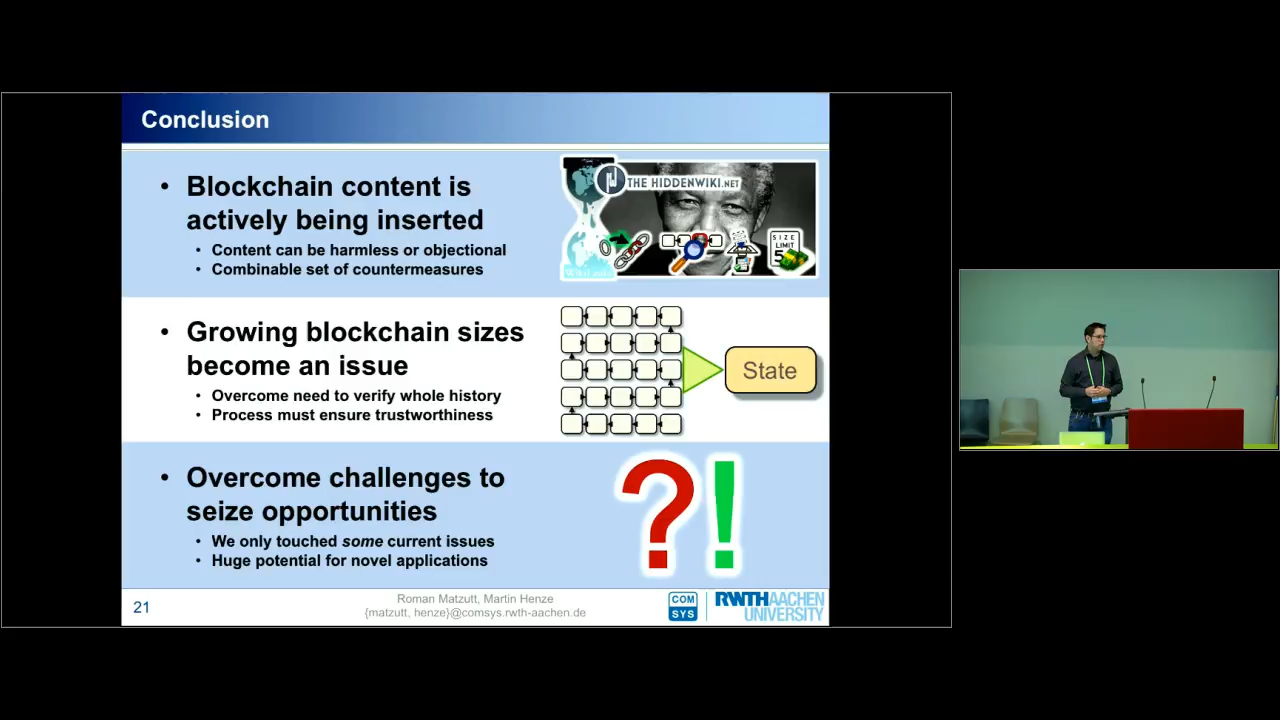 Conclusion
• Blockchain content is
actively being inserted
• Content can be harmless or objectional
• Combinable set of countermeasures
THE HIDDENWIKI.NET
WikiLeaks
SIZE
LIMIT
• Growing blockchain sizes
become an issue
• Overcome need to verify whole history
• Process must ensure trustworthiness
State
• Overcome challenges to
seize opportunities
• We only touched some current issues
• Huge potential for novel applications
?!
21
Roman Matzutt, Martin Henze
{matzutt, henze}@comsys.rwth-aachen.de
COM
SYS
RWTHAACHEN
UNIVERSITY